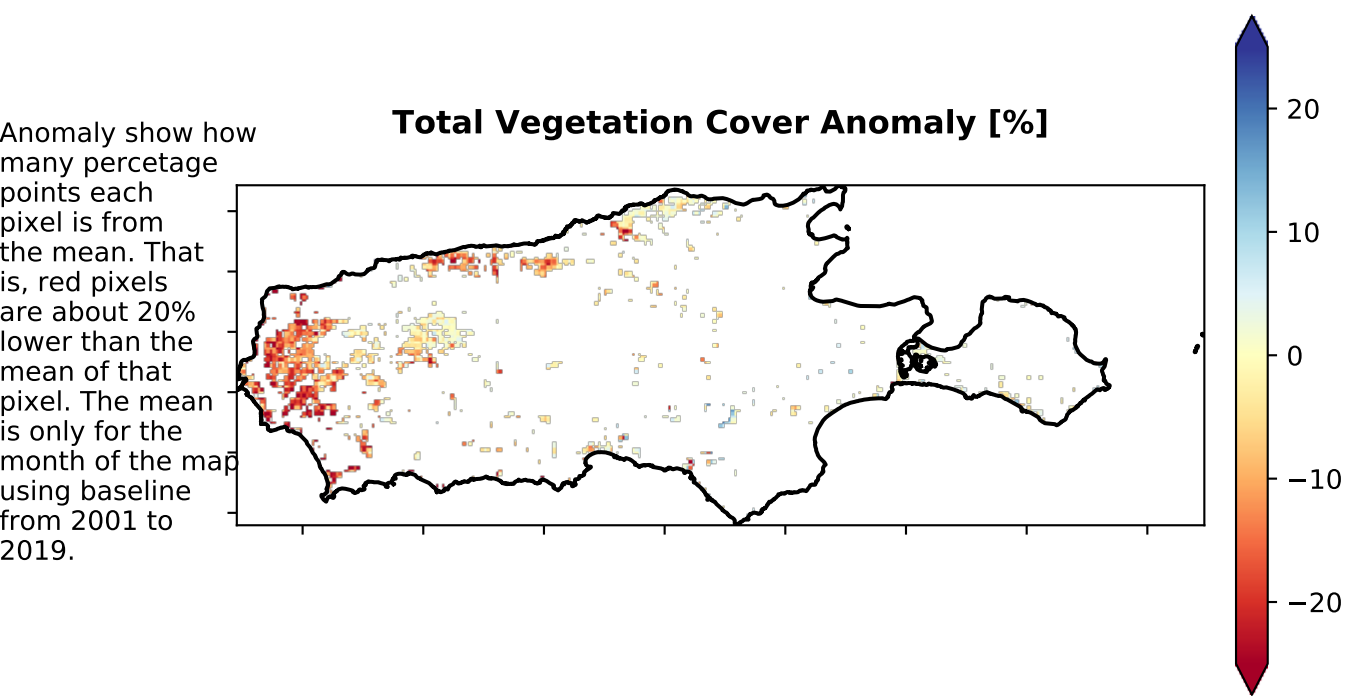 Total Vegetation Cover Anomaly [%]
Anomaly show how
many percetage
points each
pixel is from
the mean. That
is, red pixels
are about 20%
lower than the
mean of that
pixel. The mean
is only for the
month of the map
using baseline
from 2001 to
2019.
20
10
0
−10
−20